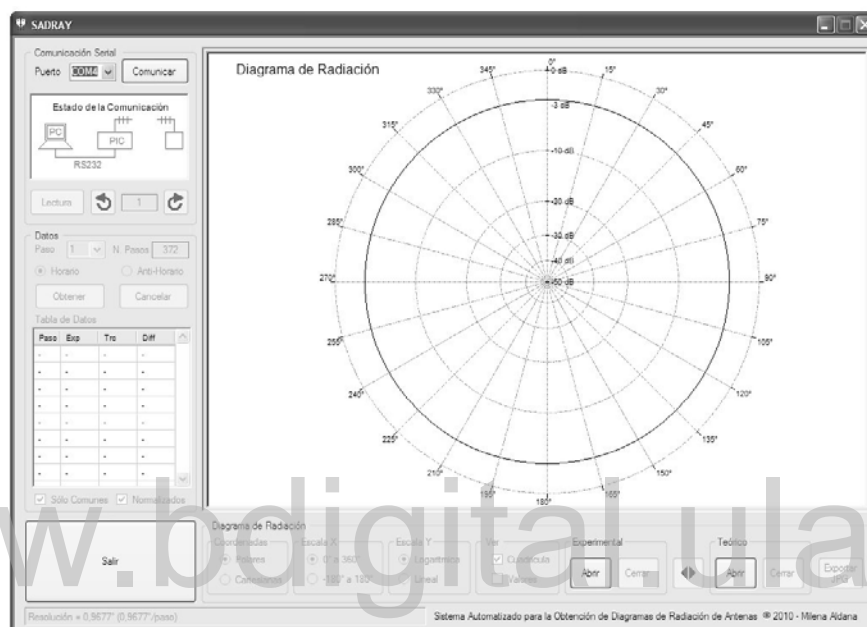 SADRAY
Comunicación Serial
Puerto COM4 Comunicar
Estado de la Comunicación
PC
PIC
RS232
Lectura 1
Datos
Paso 1 N. Pasos 372
Horario Anti-Horario
Obtener Cancelar
Tabla de Datos
Paso Exp Tro Diff
- - - -
- - - -
- - - -
- - - -
- - - -
- - - -
- - - -
- - - -
Sólo Comunes Normalizados
Salir
Diagrama de Radiación
0°
15°
30°
45°
60°
75°
90°
105°
120°
135°
150°
165°
180°
195°
210°
225°
240°
255°
270°
285°
300°
315°
330°
345°
0 dB
-3 dB
-10 dB
-20 dB
-30 dB
-40 dB
-50 dB
Diagrama de Radiación
Coordenadas
Polares
Cartesianas
Escala X
0° a 360°
-180° a 180°
Escala Y
Logarítmica
Lineal
Ver
Cuadrícula
Valores
Experimental
Abrir Cerrar
Teórico
Abrir Cerrar
Exportar
JPG
Resolución = 0,9677° (0,9677°/paso)
Sistema Automatizado para la Obtención de Diagramas de Radiación de Antenas ® 2010 - Milena Aldana
w.bdigital.ula